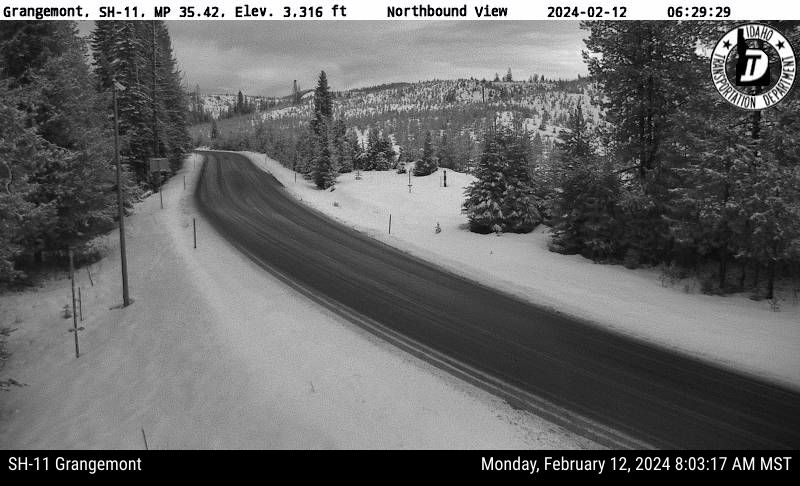 Grangemont, SH-11, MP 35.42, Elev. 3,316 ft Northbound View 2024-02-12 06:29:29
IDAHO
TRANSPORTATION DEPARTMENT
SH-11 Grangemont Monday, February 12, 2024 8:03:17 AM MST